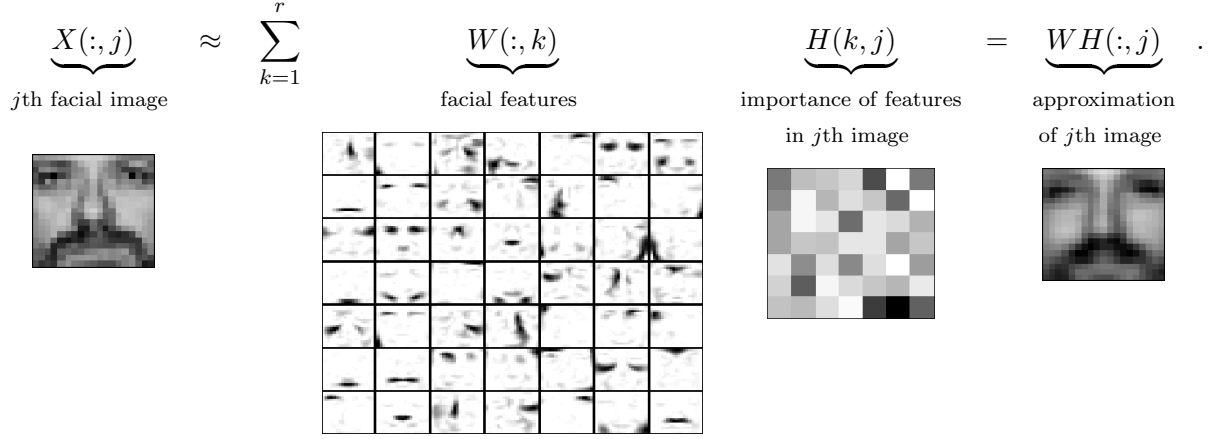 X(:, j) ≈ ∑_{k=1}^{r} W(:, k) H(k, j) = WH(:, j) .
jth facial image facial features importance of features approximation
in jth image of jth image